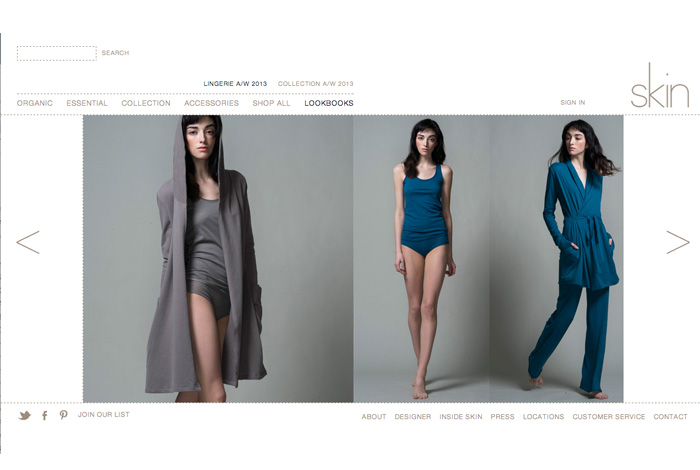 SEARCH
LINGERIE A/W 2013 COLLECTION A/W 2013
ORGANIC ESSENTIAL COLLECTION ACCESSORIES SHOP ALL LOOKBOOKS
SIGN IN
skin
JOIN OUR LIST
ABOUT DESIGNER INSIDE SKIN PRESS LOCATIONS CUSTOMER SERVICE CONTACT